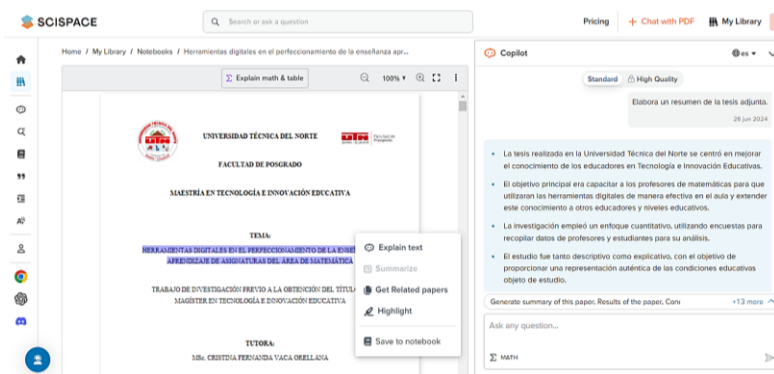 SCISPACE
Search or ask a question
Pricing
+ Chat with PDF
My Library
Home / My Library / Notebooks / Herramientas digitales en el perfeccionamiento de la enseñanza apr...
Σ Explain math & table
100%
UNIVERSIDAD TÉCNICA DEL NORTE
UTN
FACULTAD DE POSGRADO
MAESTRÍA EN TECNOLOGÍA E INNOVACIÓN EDUCATIVA
TEMA:
HERRAMIENTAS DIGITALES EN EL PERFECCIONAMIENTO DE LA ENSE
APRENDIZAJE DE ASIGNATURAS DEL ÁREA DE MATEMÁTICA
TRABAJO DE INVESTIGACIÓN PREVIO A LA OBTENCIÓN DEL TÍTUL
MAGÍSTER EN TECNOLOGÍA E INNOVACIÓN EDUCATIVA
TUTORA:
MSc. CRISTINA FERNANDA VACA ORELLANA
Explain text
Summarize
Get Related papers
Highlight
Save to notebook
Copilot
es
Standard
High Quality
Elabora un resumen de la tesis adjunta.
26 jun 2024
• La tesis realizada en la Universidad Técnica del Norte se centró en mejorar
el conocimiento de los educadores en Tecnología e Innovación Educativas.
• El objetivo principal era capacitar a los profesores de matemáticas para que
utilizaran las herramientas digitales de manera efectiva en el aula y extender
este conocimiento a otros educadores y niveles educativos.
• La investigación empleó un enfoque cuantitativo, utilizando encuestas para
recopilar datos de profesores y estudiantes para su análisis.
• El estudio fue tanto descriptivo como explicativo, con el objetivo de
proporcionar una representación auténtica de las condiciones educativas
objeto de estudio.
Generate summary of this paper, Results of the paper, Con
+13 more
Ask any question...
Σ MATH